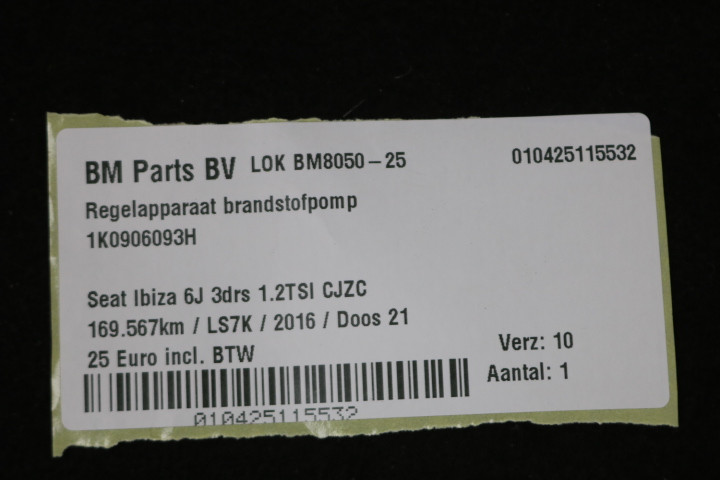 BM Parts BV LOK BM8050-25 010425115532
Regelapparaat brandstofpomp
1K0906093H
Seat Ibiza 6J 3drs 1.2TSI CJZC
169.567km / LS7K / 2016 / Doos 21
25 Euro incl. BTW
Verz: 10
Aantal: 1
010425115532